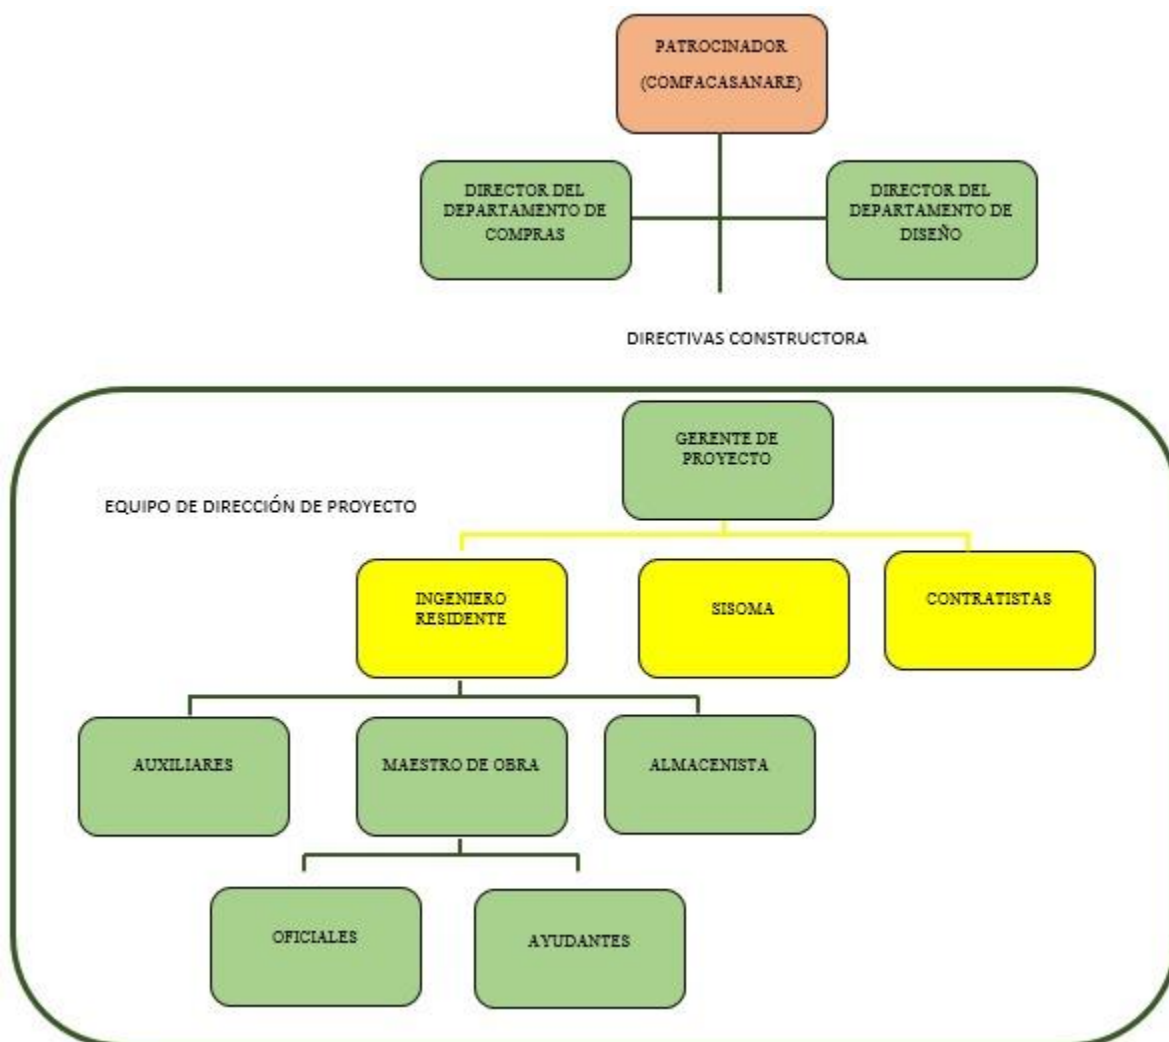 PATROCINADOR
(COMFACASANARE)
DIRECTOR DEL
DEPARTAMENTO DE
COMPRAS
DIRECTOR DEL
DEPARTAMENTO DE
DISEÑO
DIRECTIVAS CONSTRUCTORA
GERENTE DE
PROYECTO
EQUIPO DE DIRECCIÓN DE PROYECTO
INGENIERO
RESIDENTE
SISOMA
CONTRATISTAS
AUXILIARES
MAESTRO DE OBRA
ALMACENISTA
OFICIALES
AYUDANTES